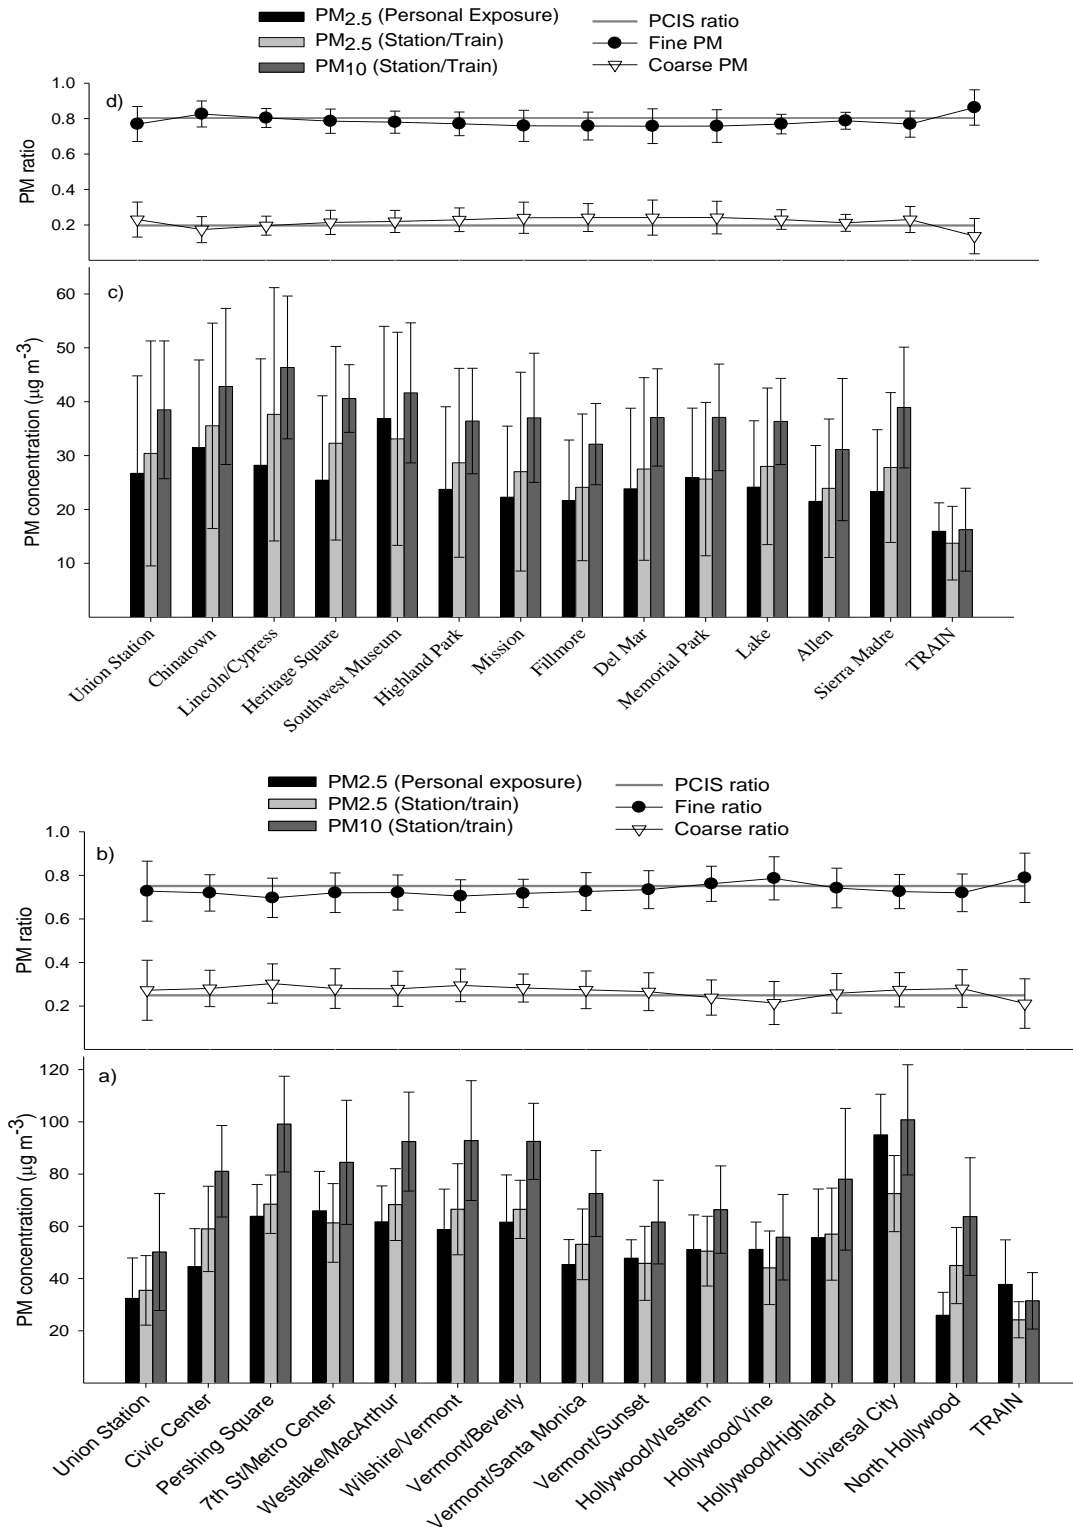 PM2.5 (Personal Exposure)
PM2.5 (Station/Train)
PM10 (Station/Train)
PCIS ratio
Fine PM
Coarse PM
d)
PM ratio
1.0
0.8
0.6
0.4
0.2
c)
PM concentration (μg m-3)
60
50
40
30
20
10
Union Station
Chinatown
Lincoln/Cypress
Heritage Square
Southwest Museum
Highland Park
Mission
Fillmore
Del Mar
Memorial Park
Lake
Allen
Sierra Madre
TRAIN
PM2.5 (Personal exposure)
PM2.5 (Station/train)
PM10 (Station/train)
PCIS ratio
Fine ratio
Coarse ratio
b)
PM ratio
1.0
0.8
0.6
0.4
0.2
a)
PM concentration (μg m-3)
120
100
80
60
40
20
Union Station
Civic Center
Pershing Square
7th St/Metro Center
Westlake/MacArthur
Wilshire/Vermont
Vermont/Beverly
Vermont/Santa Monica
Vermont/Sunset
Hollywood/Western
Hollywood/Vine
Hollywood/Highland
Universal City
North Hollywood
TRAIN